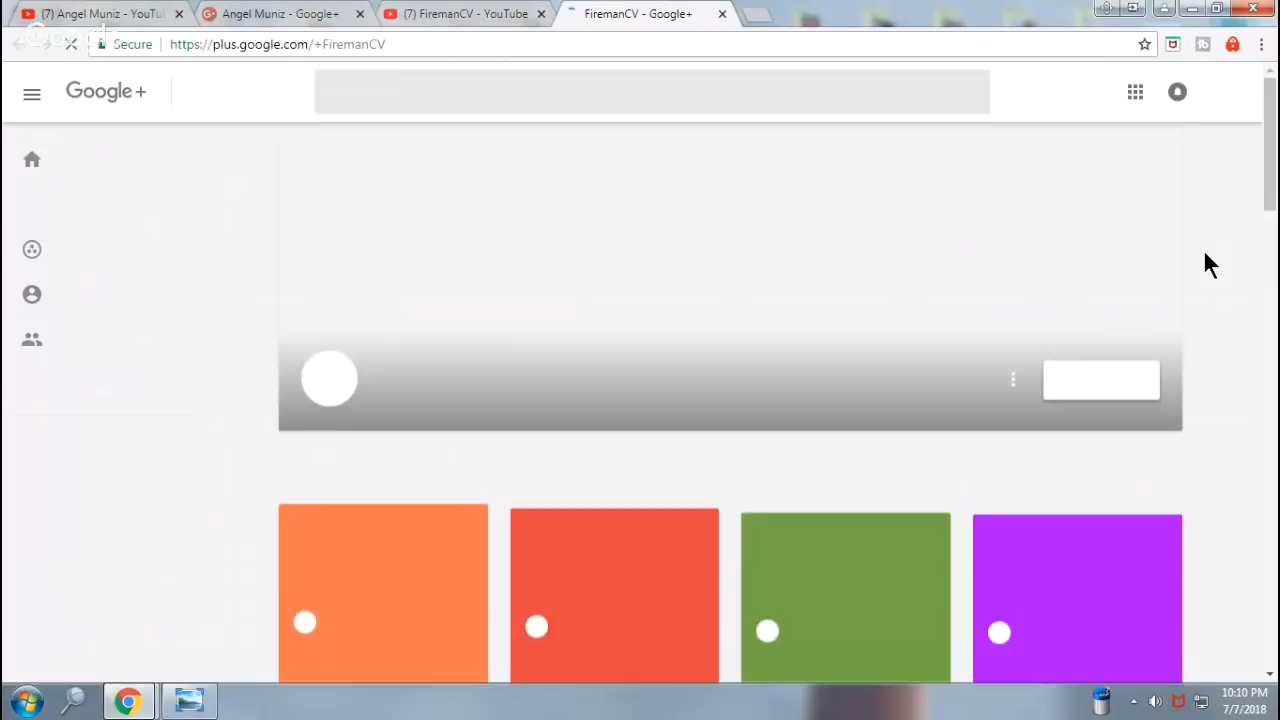 (7) Angel Muniz - YouTu
Angel Muniz - Google+
(7) FiremanCV - YouTube
FiremanCV - Google+
Secure
https://plus.google.com/+FiremanCV
Google+
10:10 PM
7/7/2018